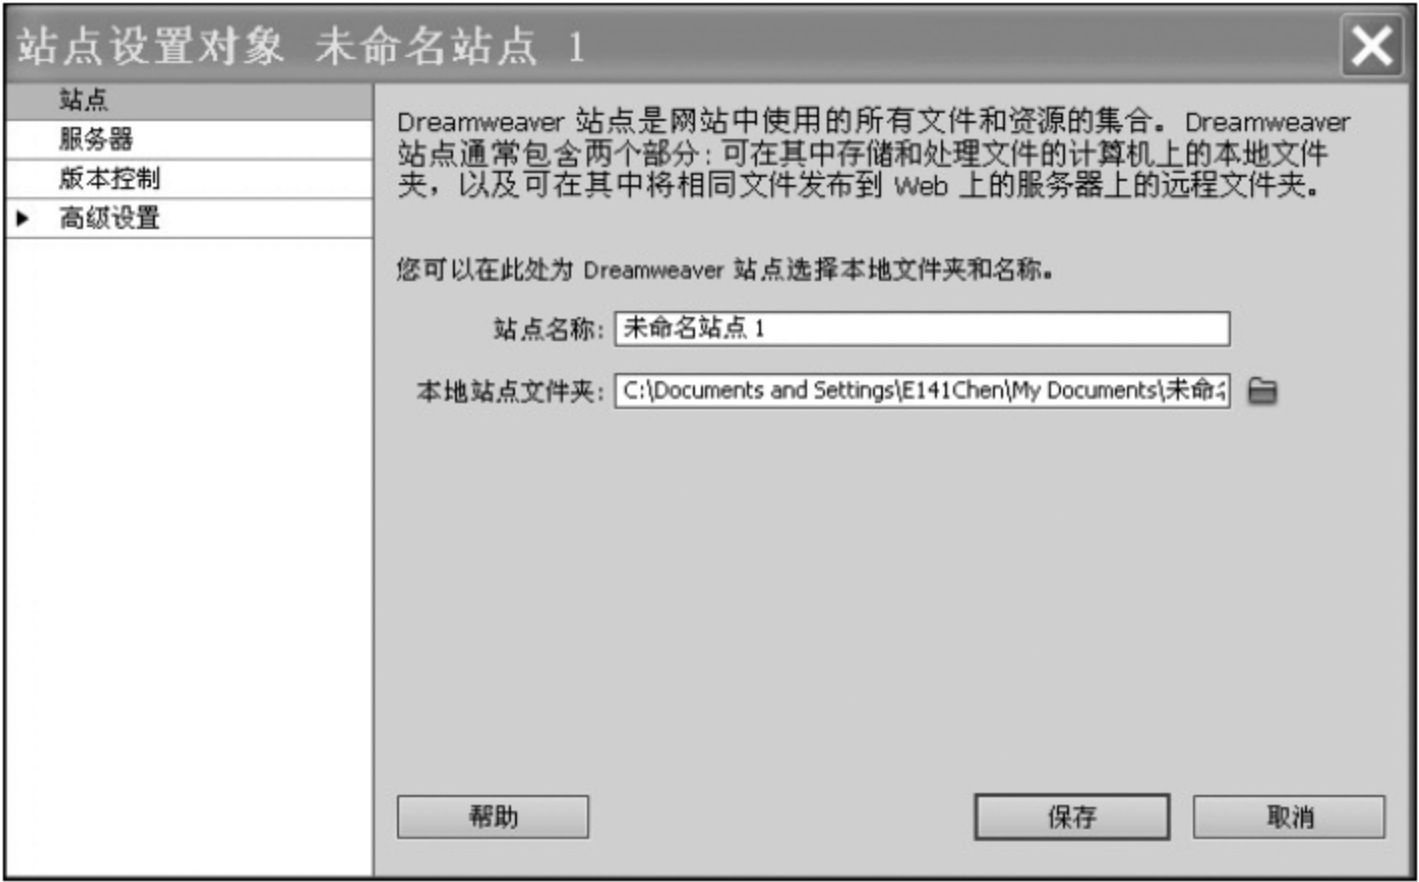 站点设置对象 未命名站点 1
站点
服务器
版本控制
高级设置
Dreamweaver 站点是网站中使用的所有文件和资源的集合。Dreamweaver
站点通常包含两个部分:可在其中存储和处理文件的计算机上的本地文件
夹，以及可在其中将相同文件发布到 Web 上的服务器上的远程文件夹。
您可以在此处为 Dreamweaver 站点选择本地文件夹和名称。
站点名称: 未命名站点 1
本地站点文件夹: C:\Documents and Settings\E141Chen\My Documents\未命
帮助 保存 取消